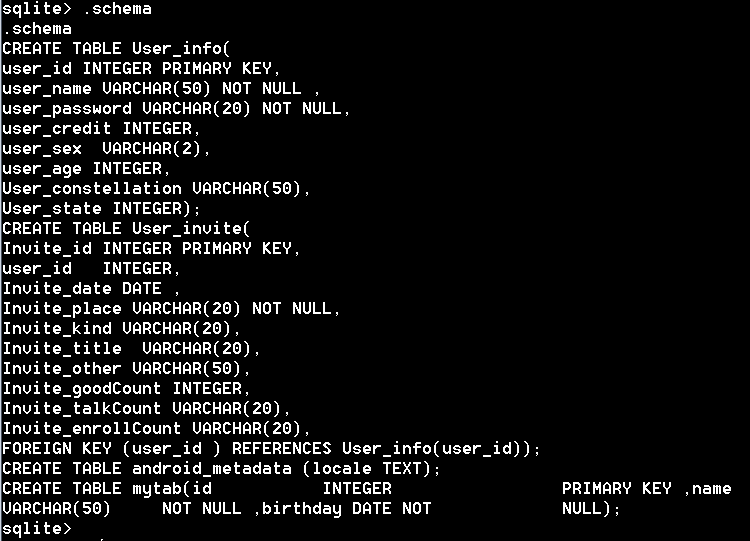 sqlite> .schema
.schema
CREATE TABLE User_info(
user_id INTEGER PRIMARY KEY,
user_name VARCHAR(50) NOT NULL ,
user_password VARCHAR(20) NOT NULL,
user_credit INTEGER,
user_sex  VARCHAR(2),
user_age INTEGER,
User_constellation VARCHAR(50),
User_state INTEGER);
CREATE TABLE User_invite(
Invite_id INTEGER PRIMARY KEY,
user_id   INTEGER,
Invite_date DATE ,
Invite_place VARCHAR(20) NOT NULL,
Invite_kind VARCHAR(20),
Invite_title  VARCHAR(20),
Invite_other VARCHAR(50),
Invite_goodCount INTEGER,
Invite_talkCount VARCHAR(20),
Invite_enrollCount VARCHAR(20),
FOREIGN KEY (user_id ) REFERENCES User_info(user_id));
CREATE TABLE android_metadata (locale TEXT);
CREATE TABLE mytab(id          INTEGER                 PRIMARY KEY ,name
VARCHAR(50)     NOT NULL ,birthday DATE NOT             NULL);
sqlite>